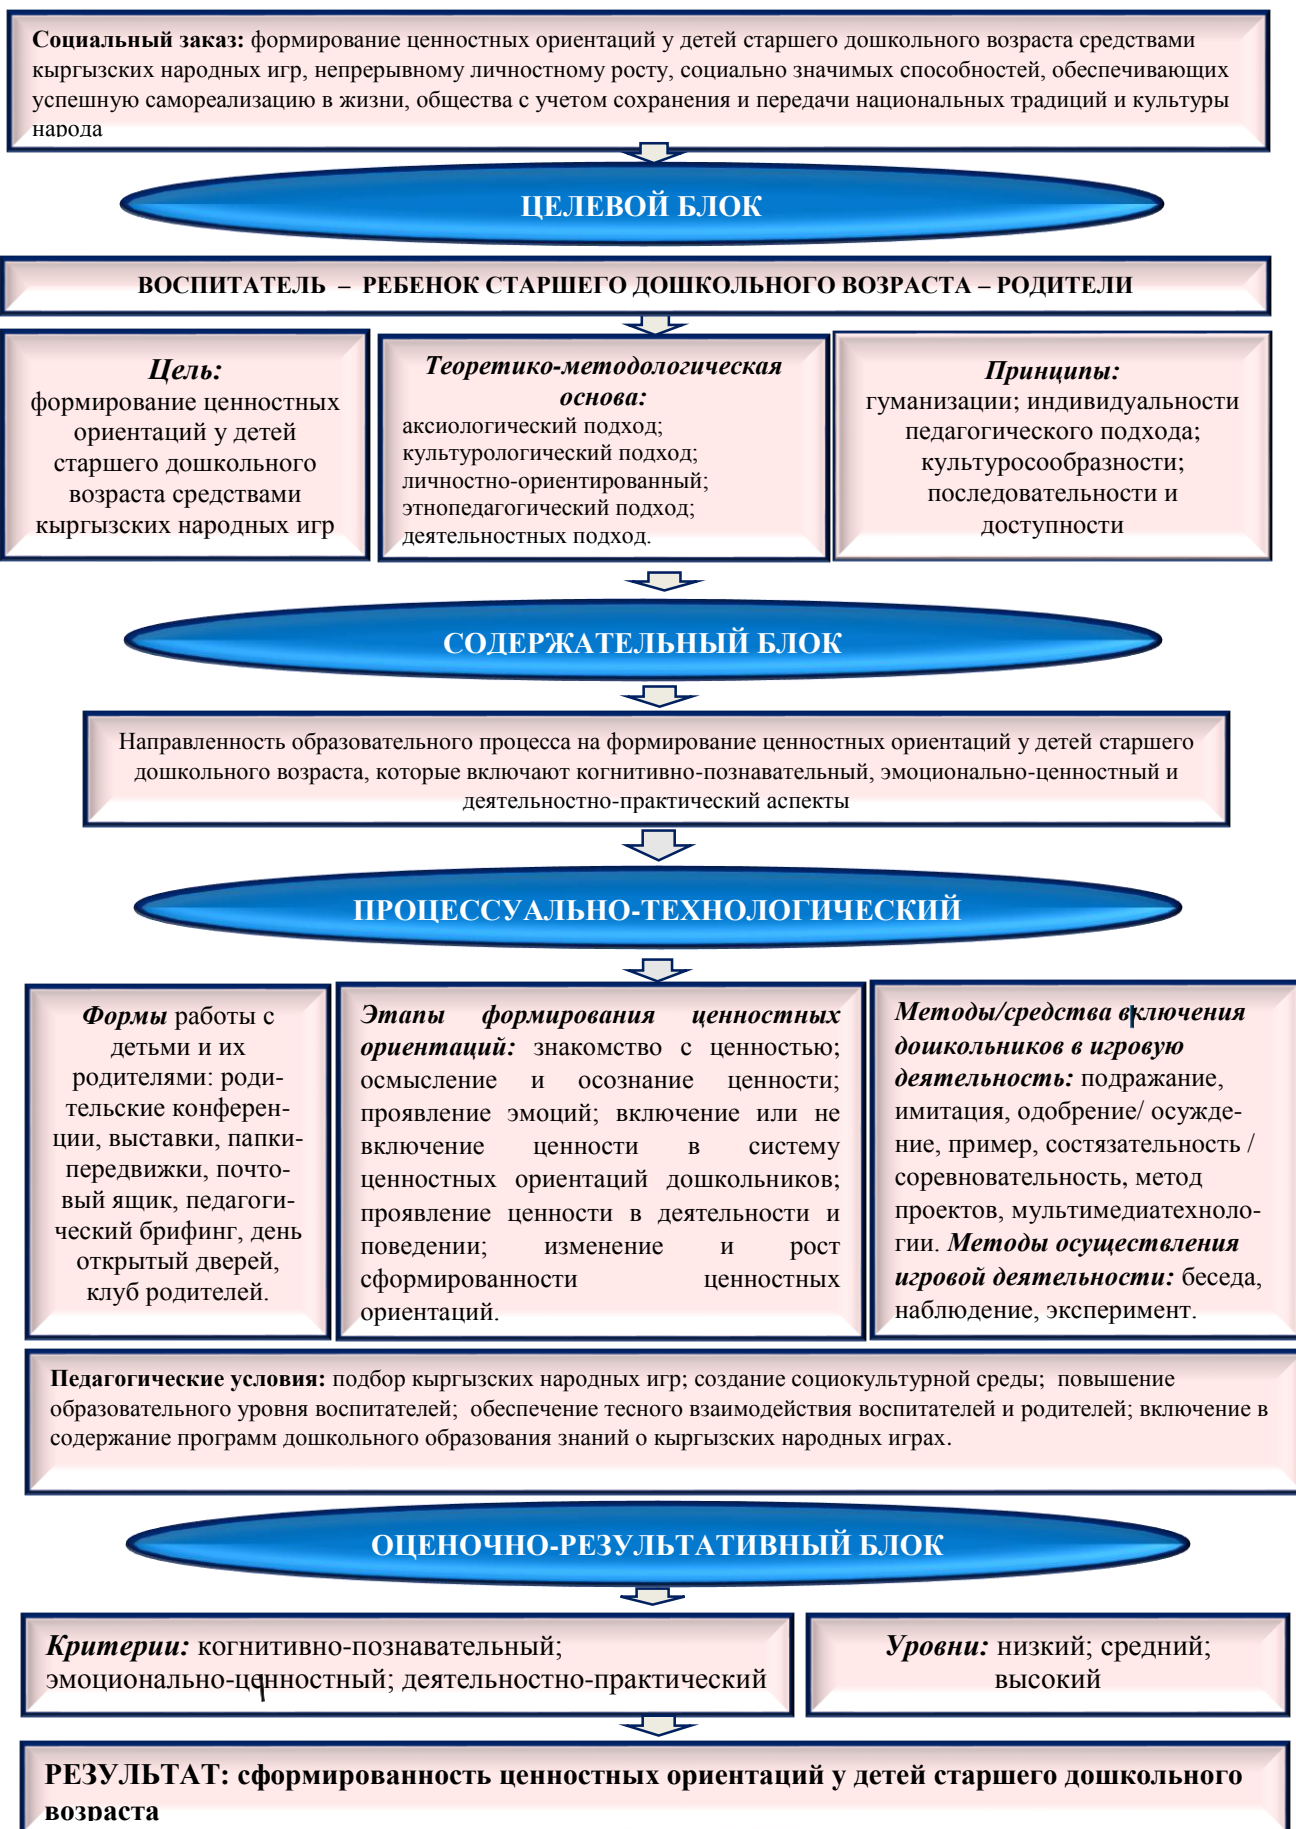 Социальный заказ: формирование ценностных ориентаций у детей старшего дошкольного возраста средствами
кыргызских народных игр, непрерывному личностному росту, социально значимых способностей, обеспечивающих
успешную самореализацию в жизни, общества с учетом сохранения и передачи национальных традиций и культуры
народа
ЦЕЛЕВОЙ БЛОК
ВОСПИТАТЕЛЬ – РЕБЕНОК СТАРШЕГО ДОШКОЛЬНОГО ВОЗРАСТА – РОДИТЕЛИ
Цель:
формирование ценностных
ориентаций у детей
старшего дошкольного
возраста средствами
кыргызских народных игр
Теоретико-методологическая
основа:
аксиологический подход;
культурологический подход;
личностно-ориентированный;
этнопедагогический подход;
деятельностных подход.
Принципы:
гуманизации; индивидуальности
педагогического подхода;
культуросообразности;
последовательности и
доступности
СОДЕРЖАТЕЛЬНЫЙ БЛОК
Направленность образовательного процесса на формирование ценностных ориентаций у детей старшего
дошкольного возраста, которые включают когнитивно-познавательный, эмоционально-ценностный и
деятельностно-практический аспекты
ПРОЦЕССУАЛЬНО-ТЕХНОЛОГИЧЕСКИЙ
Формы работы с
детьми и их
родителями: роди-
тельские конферен-
ции, выставки, папки-
передвижки, почто-
вый ящик, педагоги-
ческий брифинг, день
открытый дверей,
клуб родителей.
Этапы формирования ценностных
ориентаций: знакомство с ценностью;
осмысление и осознание ценности;
проявление эмоций; включение или не
включение ценности в систему
ценностных ориентаций дошкольников;
проявление ценности в деятельности и
поведении; изменение и рост
сформированности ценностных
ориентаций.
Методы/средства включения
дошкольников в игровую
деятельность: подражание,
имитация, одобрение/ осужде-
ние, пример, состязательность /
соревновательность, метод
проектов, мультимедиатехноло-
гии. Методы осуществления
игровой деятельности: беседа,
наблюдение, эксперимент.
Педагогические условия: подбор кыргызских народных игр; создание социокультурной среды; повышение
образовательного уровня воспитателей; обеспечение тесного взаимодействия воспитателей и родителей; включение в
содержание программ дошкольного образования знаний о кыргызских народных играх.
ОЦЕНОЧНО-РЕЗУЛЬТАТИВНЫЙ БЛОК
Критерии: когнитивно-познавательный;
эмоционально-ценностный; деятельностно-практический
Уровни: низкий; средний;
высокий
РЕЗУЛЬТАТ: сформированность ценностных ориентаций у детей старшего дошкольного
возраста